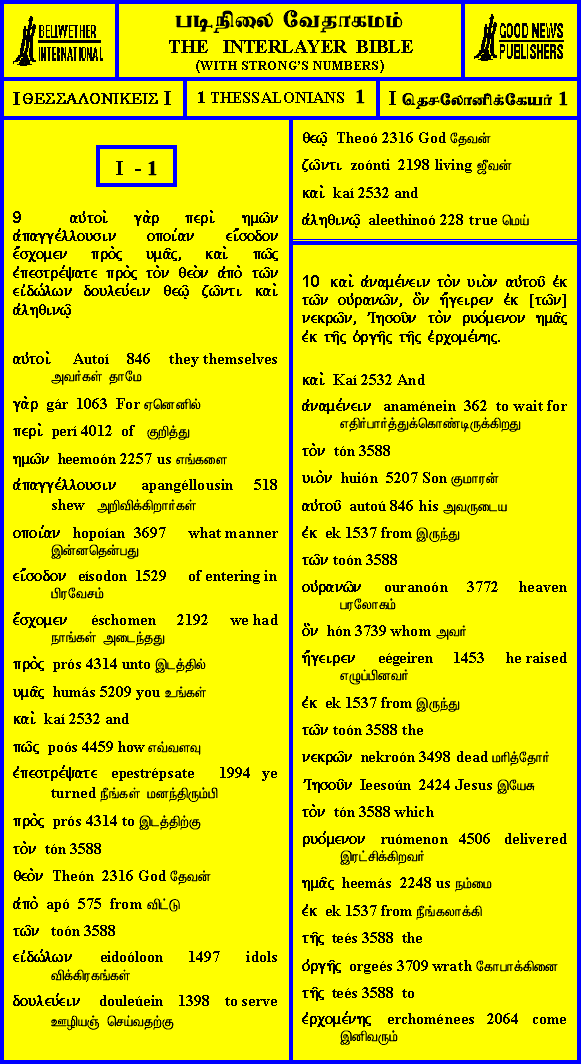 BELLWETHER
INTERNATIONAL
படிநிலை வேதாகமம்
THE INTERLAYER BIBLE
(WITH STRONG'S NUMBERS)
GOOD NEWS
PUBLISHERS
I ΘΕΣΣΑΛΟΝΙΚΕΙΣ I
1 THESSALONIANS 1
I தெசலோனிக்கேயர் 1
I - 1
9 αὐτοὶ γὰρ περὶ ημῶν
ἀπαγγέλλουσιν οποίαν εἴσοδον
ἔσχομεν πρὸς υμᾶς, καὶ πῶς
ἐπεστρέψατε πρὸς τὸν θεὸν ἀπὸ τῶν
εἰδώλων δουλεύειν θεῷ ζῶντι καὶ
ἀληθινῷ
αὐτοὶ Autoí 846 they themselves
அவர்கள் தாமே
γὰρ gár 1063 For ஏனெனில்
περὶ perí 4012 of குறித்து
ημῶν heemoón 2257 us எங்களை
ἀπαγγέλλουσιν apangéllousin 518
shew அறிவிக்கிறார்கள்
οποίαν hopoían 3697 what manner
இன்னதென்பது
εἴσοδον eísodon 1529 of entering in
பிரவேசம்
ἔσχομεν éschomen 2192 we had
நாங்கள் அடைந்தது
πρὸς prós 4314 unto இடத்தில்
υμᾶς humás 5209 you உங்கள்
καὶ kaí 2532 and
πῶς poós 4459 how எவ்வளவு
ἐπεστρέψατε epestrépsate 1994 ye
turned நீங்கள் மனந்திரும்பி
πρὸς prós 4314 to இடத்திற்கு
τὸν tón 3588
θεὸν Theón 2316 God தேவன்
ἀπὸ apó 575 from விட்டு
τῶν toón 3588
εἰδώλων eidoóloon 1497 idols
விக்கிரகங்கள்
δουλεύειν douleúein 1398 to serve
ஊழியஞ் செய்வதற்கு
θεῷ Theoó 2316 God தேவன்
ζῶντι zoónti 2198 living ஜீவன்
καὶ kaí 2532 and
ἀληθινῷ aleethinoó 228 true மெய்
10 καὶ ἀναμένειν τὸν υιὸν αὐτοῦ ἐκ
τῶν οὐρανῶν, ὃν ἤγειρεν ἐκ [τῶν]
νεκρῶν, Ἰησοῦν τὸν ρυόμενον ημᾶς
ἐκ τῆς ὀργῆς τῆς ἐρχομένης.
καὶ Kaí 2532 And
ἀναμένειν anaménein 362 to wait for
எதிர்பார்த்துக்கொண்டிருக்கிறது
τὸν tón 3588
υιὸν huión 5207 Son குமாரன்
αὐτοῦ autoú 846 his அவருடைய
ἐκ ek 1537 from இருந்து
τῶν toón 3588
οὐρανῶν ouranoón 3772 heaven
பரலோகம்
ὃν hón 3739 whom அவர்
ἤγειρεν eégeiren 1453 he raised
எழுப்பினவர்
ἐκ ek 1537 from இருந்து
τῶν toón 3588 the
νεκρῶν nekroón 3498 dead மரித்தோர்
Ἰησοῦν Ieesoún 2424 Jesus இயேசு
τὸν tón 3588 which
ρυόμενον ruómenon 4506 delivered
இரட்சிக்கிறவர்
ημᾶς heemás 2248 us நம்மை
ἐκ ek 1537 from நீங்கலாக்கி
τῆς teés 3588 the
ὀργῆς orgeés 3709 wrath கோபாக்கினை
τῆς teés 3588 to
ἐρχομένης erchoménees 2064 come
இனிவரும்